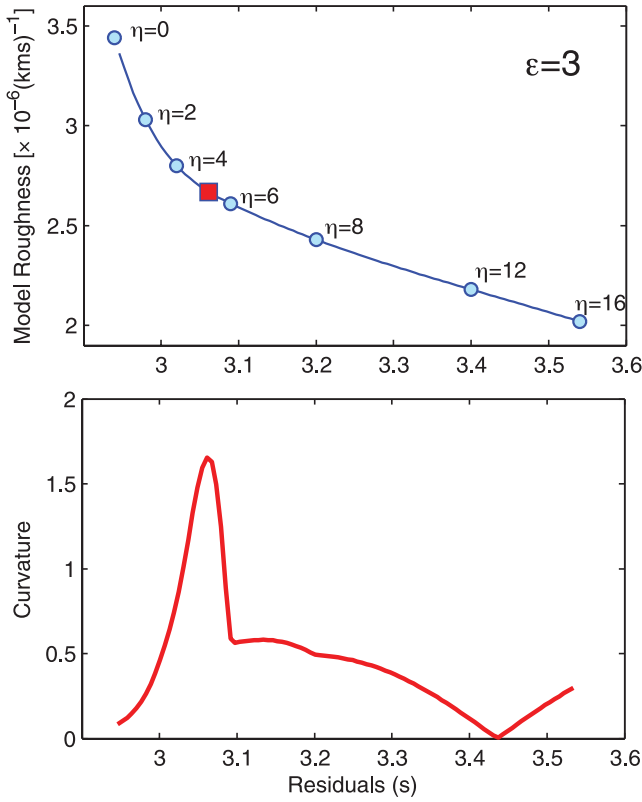 Model Roughness [× 10⁻⁶(kms)⁻¹]
3.5
3
2.5
2
η=0
η=2
η=4
η=6
η=8
η=12
η=16
ε=3
3
3.1
3.2
3.3
3.4
3.5
3.6
Curvature
2
1.5
1
0.5
0
3
3.1
3.2
3.3
3.4
3.5
3.6
Residuals (s)